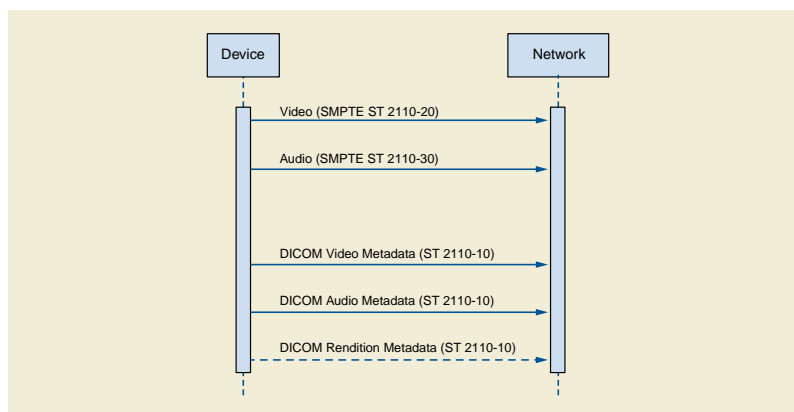 Device
Network
Video (SMPTE ST 2110-20)
Audio (SMPTE ST 2110-30)
DICOM Video Metadata (ST 2110-10)
DICOM Audio Metadata (ST 2110-10)
DICOM Rendition Metadata (ST 2110-10)